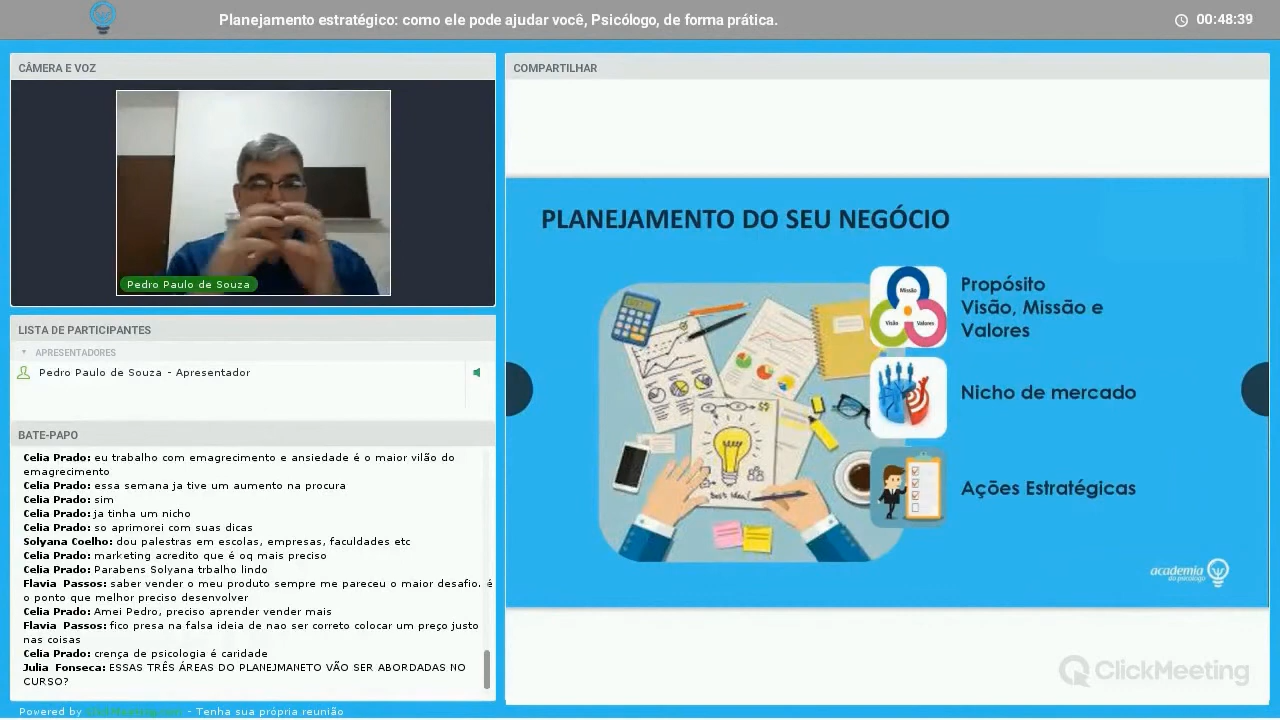 Planejamento estratégico: como ele pode ajudar você, Psicólogo, de forma prática.
00:48:39
CÂMERA E VOZ
Pedro Paulo de Souza
LISTA DE PARTICIPANTES
APRESENTADORES
Pedro Paulo de Souza - Apresentador
BATE-PAPO
Celia Prado: eu trabalho com emagrecimento e ansiedade é o maior vilão do
emagrecimento
Celia Prado: essa semana ja tive um aumento na procura
Celia Prado: sim
Celia Prado: ja tinha um nicho
Celia Prado: so aprimorei com suas dicas
Solyana Coelho: dou palestras em escolas, empresas, faculdades etc
Celia Prado: marketing acredito que é oq mais preciso
Celia Prado: Parabens Solyana trbalho lindo
Flavia Passos: saber vender o meu produto sempre me pareceu o maior desafio. é
o ponto que melhor preciso desenvolver
Celia Prado: Amei Pedro, preciso aprender vender mais
Flavia Passos: fico presa na falsa ideia de nao ser correto colocar um preço justo
nas coisas
Celia Prado: crença de psicologia é caridade
Julia Fonseca: ESSAS TRÊS ÁREAS DO PLANEJMANETO VÃO SER ABORDADAS NO
CURSO?
Powered by ClickMeeting.com - Tenha sua própria reunião
COMPARTILHAR
PLANEJAMENTO DO SEU NEGÓCIO
Missão
Visão
Valores
Propósito
Visão, Missão e
Valores
Nicho de mercado
Best Idea!
Ações Estratégicas
academia
do psicólogo
ClickMeeting